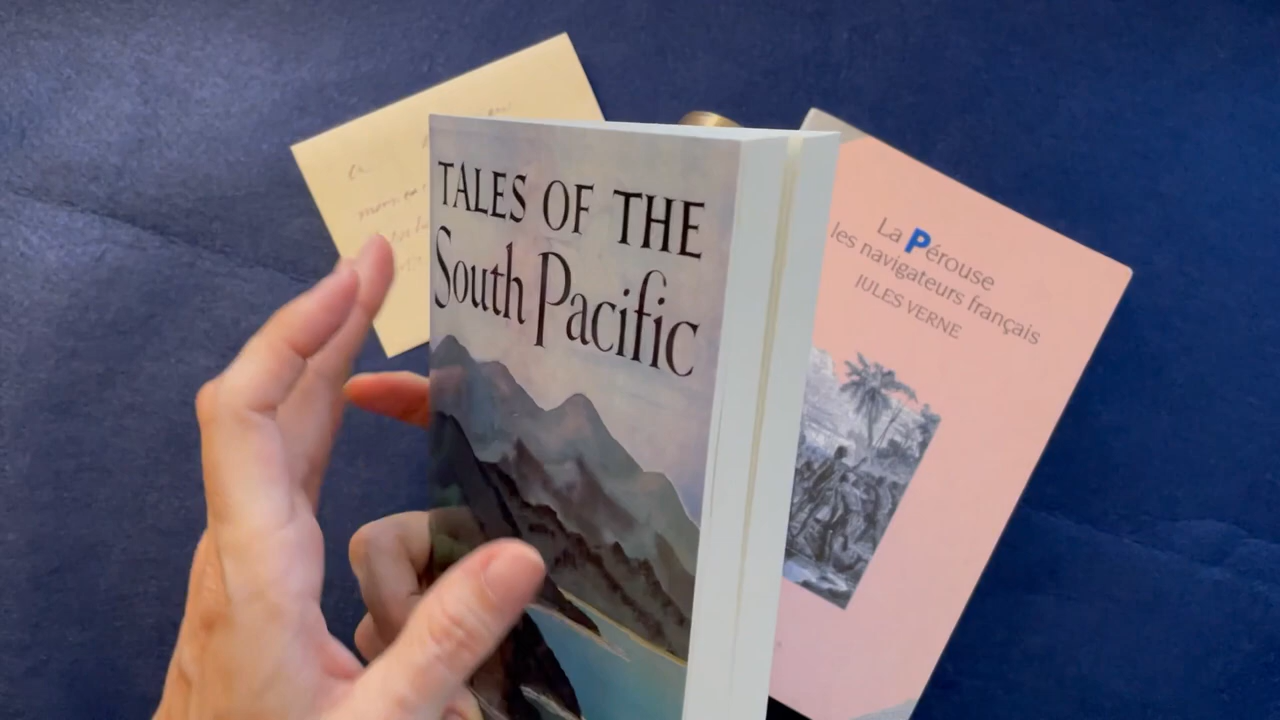 TALES OF THE
South Pacific
La Pérouse
les navigateurs français
JULES VERNE